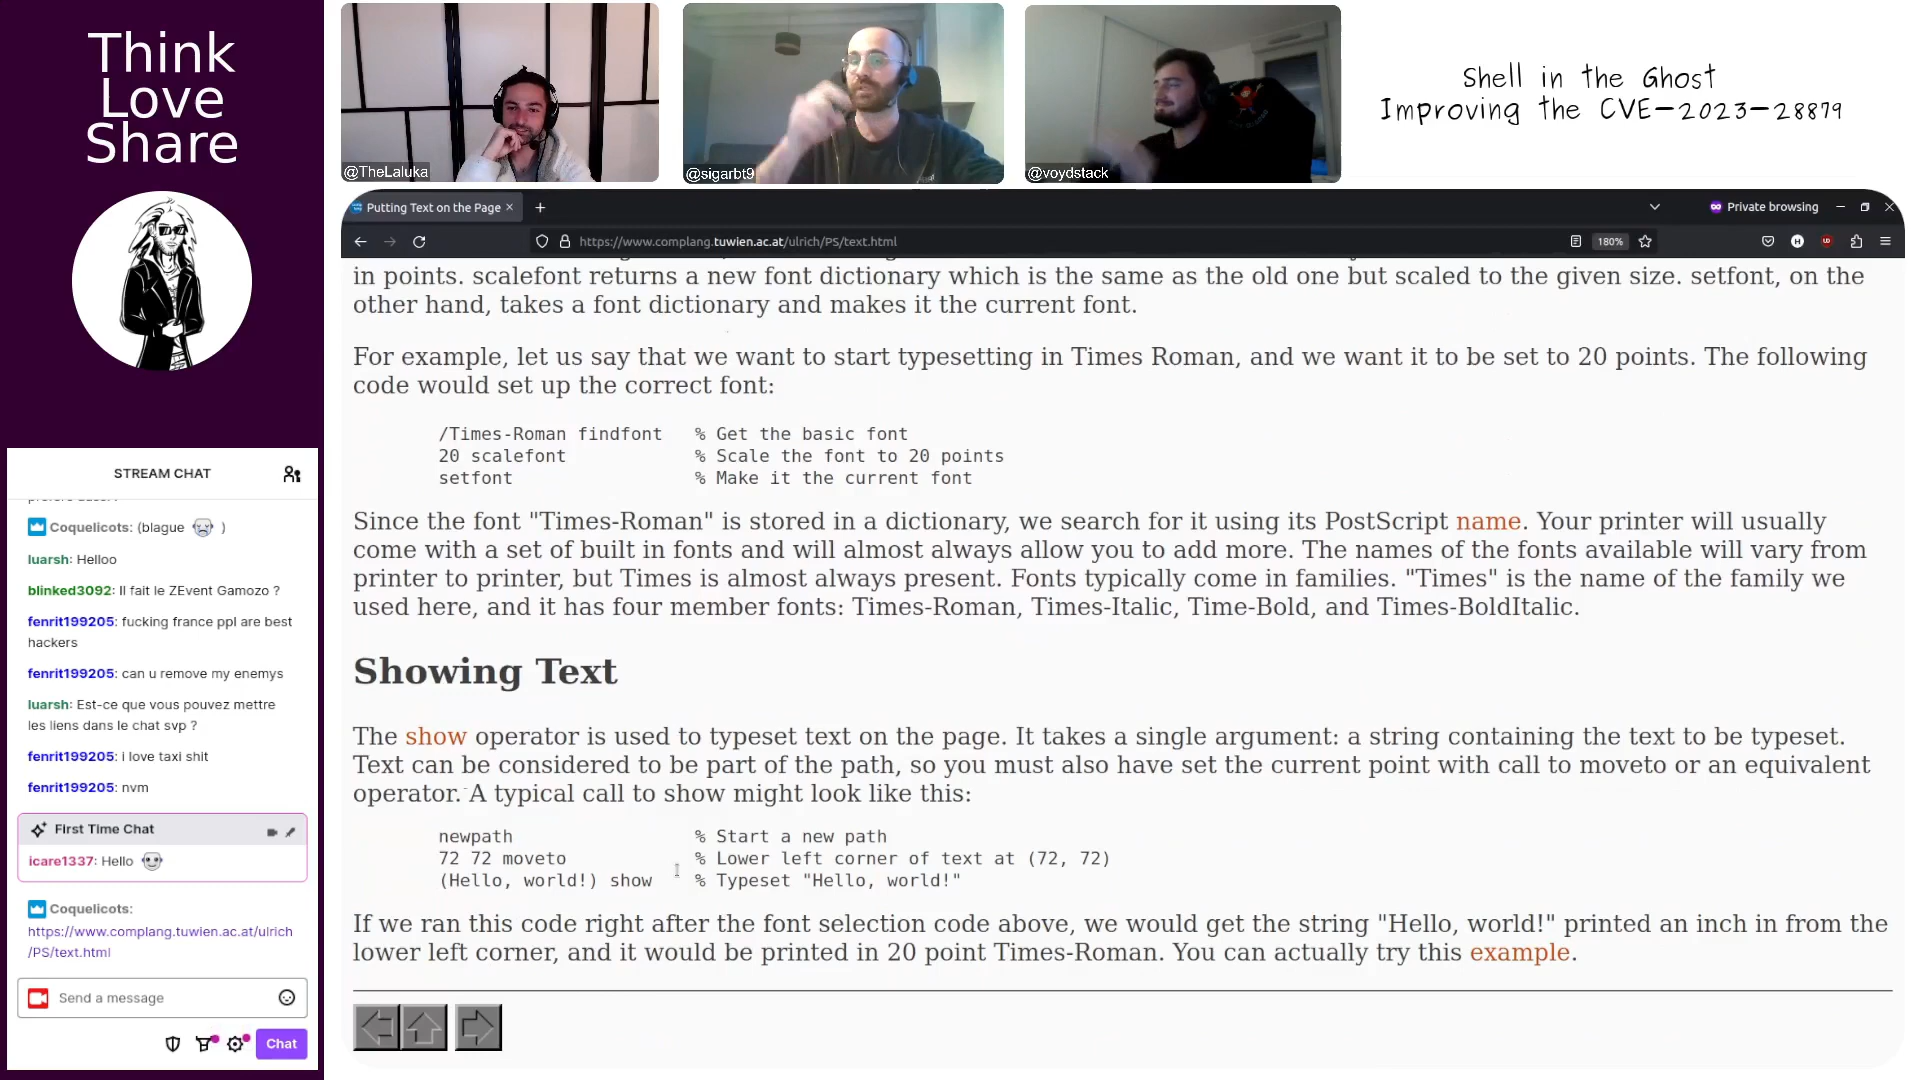 Think
Love
Share
@TheLaluka
@sigarbt9
@voydstack
Shell in the Ghost
Improving the CVE-2023-28879
Putting Text on the Page
Private browsing
https://www.complang.tuwien.ac.at/ulrich/PS/text.html
180%
in points. scalefont returns a new font dictionary which is the same as the old one but scaled to the given size. setfont, on the
other hand, takes a font dictionary and makes it the current font.
For example, let us say that we want to start typesetting in Times Roman, and we want it to be set to 20 points. The following
code would set up the correct font:
/Times-Roman findfont % Get the basic font
20 scalefont % Scale the font to 20 points
setfont % Make it the current font
Since the font "Times-Roman" is stored in a dictionary, we search for it using its PostScript name. Your printer will usually
come with a set of built in fonts and will almost always allow you to add more. The names of the fonts available will vary from
printer to printer, but Times is almost always present. Fonts typically come in families. "Times" is the name of the family we
used here, and it has four member fonts: Times-Roman, Times-Italic, Time-Bold, and Times-BoldItalic.
Showing Text
The show operator is used to typeset text on the page. It takes a single argument: a string containing the text to be typeset.
Text can be considered to be part of the path, so you must also have set the current point with call to moveto or an equivalent
operator. A typical call to show might look like this:
newpath % Start a new path
72 72 moveto % Lower left corner of text at (72, 72)
(Hello, world!) show % Typeset "Hello, world!"
If we ran this code right after the font selection code above, we would get the string "Hello, world!" printed an inch in from the
lower left corner, and it would be printed in 20 point Times-Roman. You can actually try this example.
STREAM CHAT
Coquelicots: (blague )
luarsh: Helloo
blinked3092: Il fait le ZEvent Gamozo ?
fenrit199205: fucking france ppl are best
hackers
fenrit199205: can u remove my enemys
luarsh: Est-ce que vous pouvez mettre
les liens dans le chat svp ?
fenrit199205: i love taxi shit
fenrit199205: nvm
First Time Chat
icare1337: Hello
Coquelicots:
https://www.complang.tuwien.ac.at/ulrich
/PS/text.html
Send a message
Chat